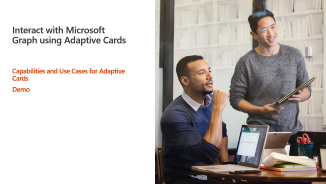 Interact with Microsoft
Graph using Adaptive Cards
Capabilities and Use Cases for Adaptive
Cards
Demo